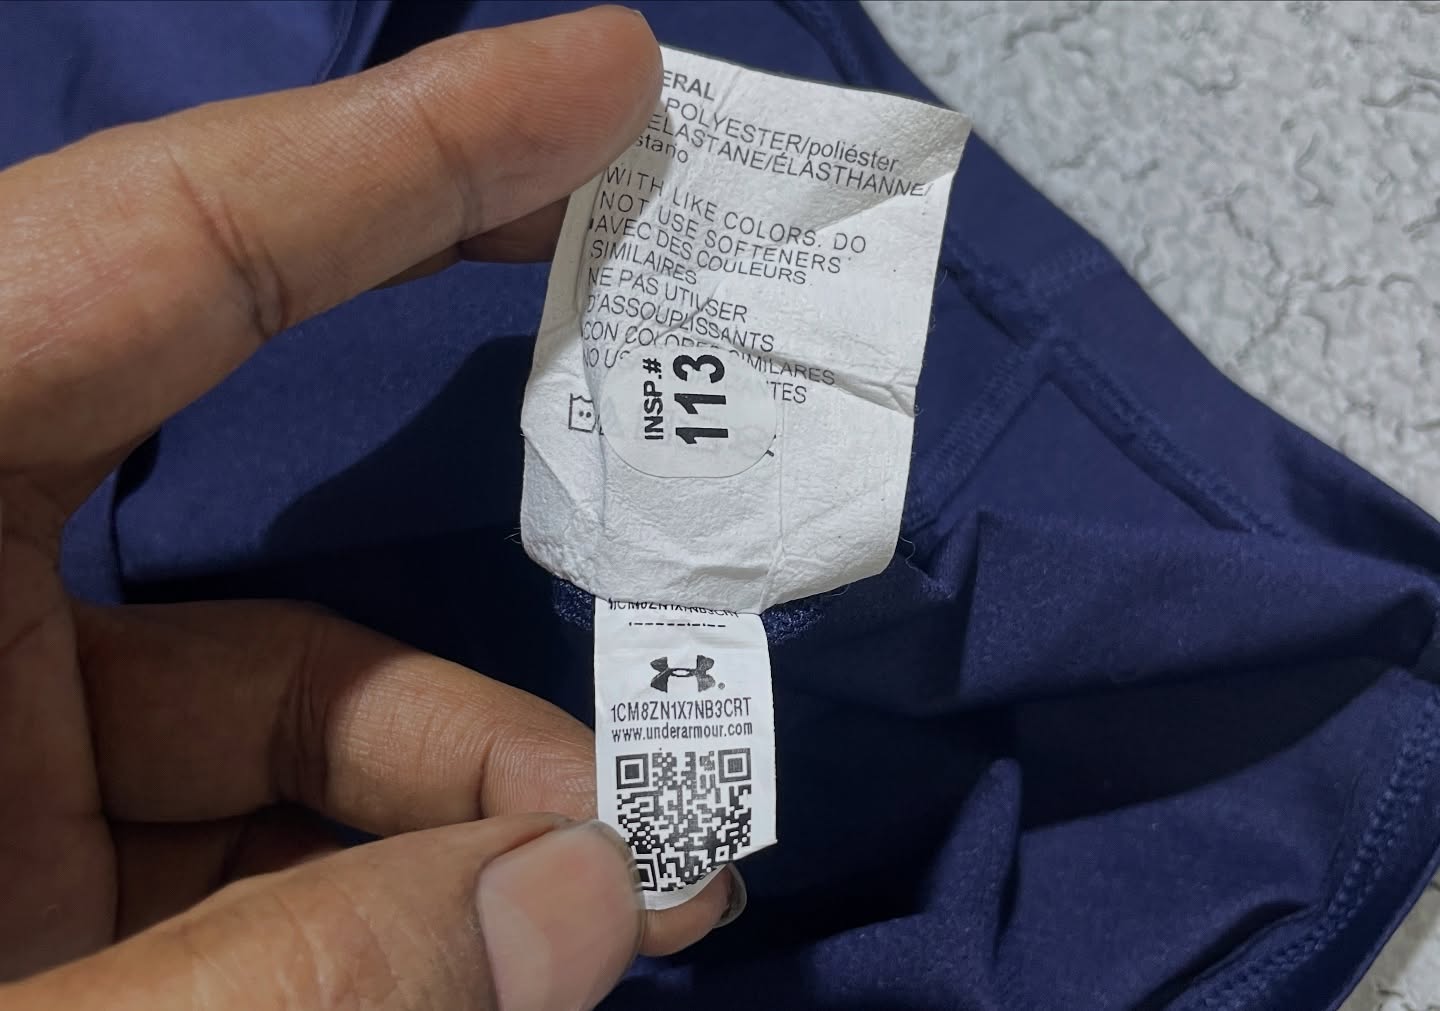 ERAL
POLYESTER/poliéster
ELASTANE/ÉLASTHANNE/
stano
WITH LIKE COLORS. DO
NOT USE SOFTENERS
AVEC DES COULEURS
SIMILAIRES
NE PAS UTILISER
D'ASSOUPLISSANTS
CON COLORES SIMILARES
NO US
TES
INSP.#
113
1CM8ZN1X7NB3CRT
1CM8ZN1X7NB3CRT
www.underarmour.com